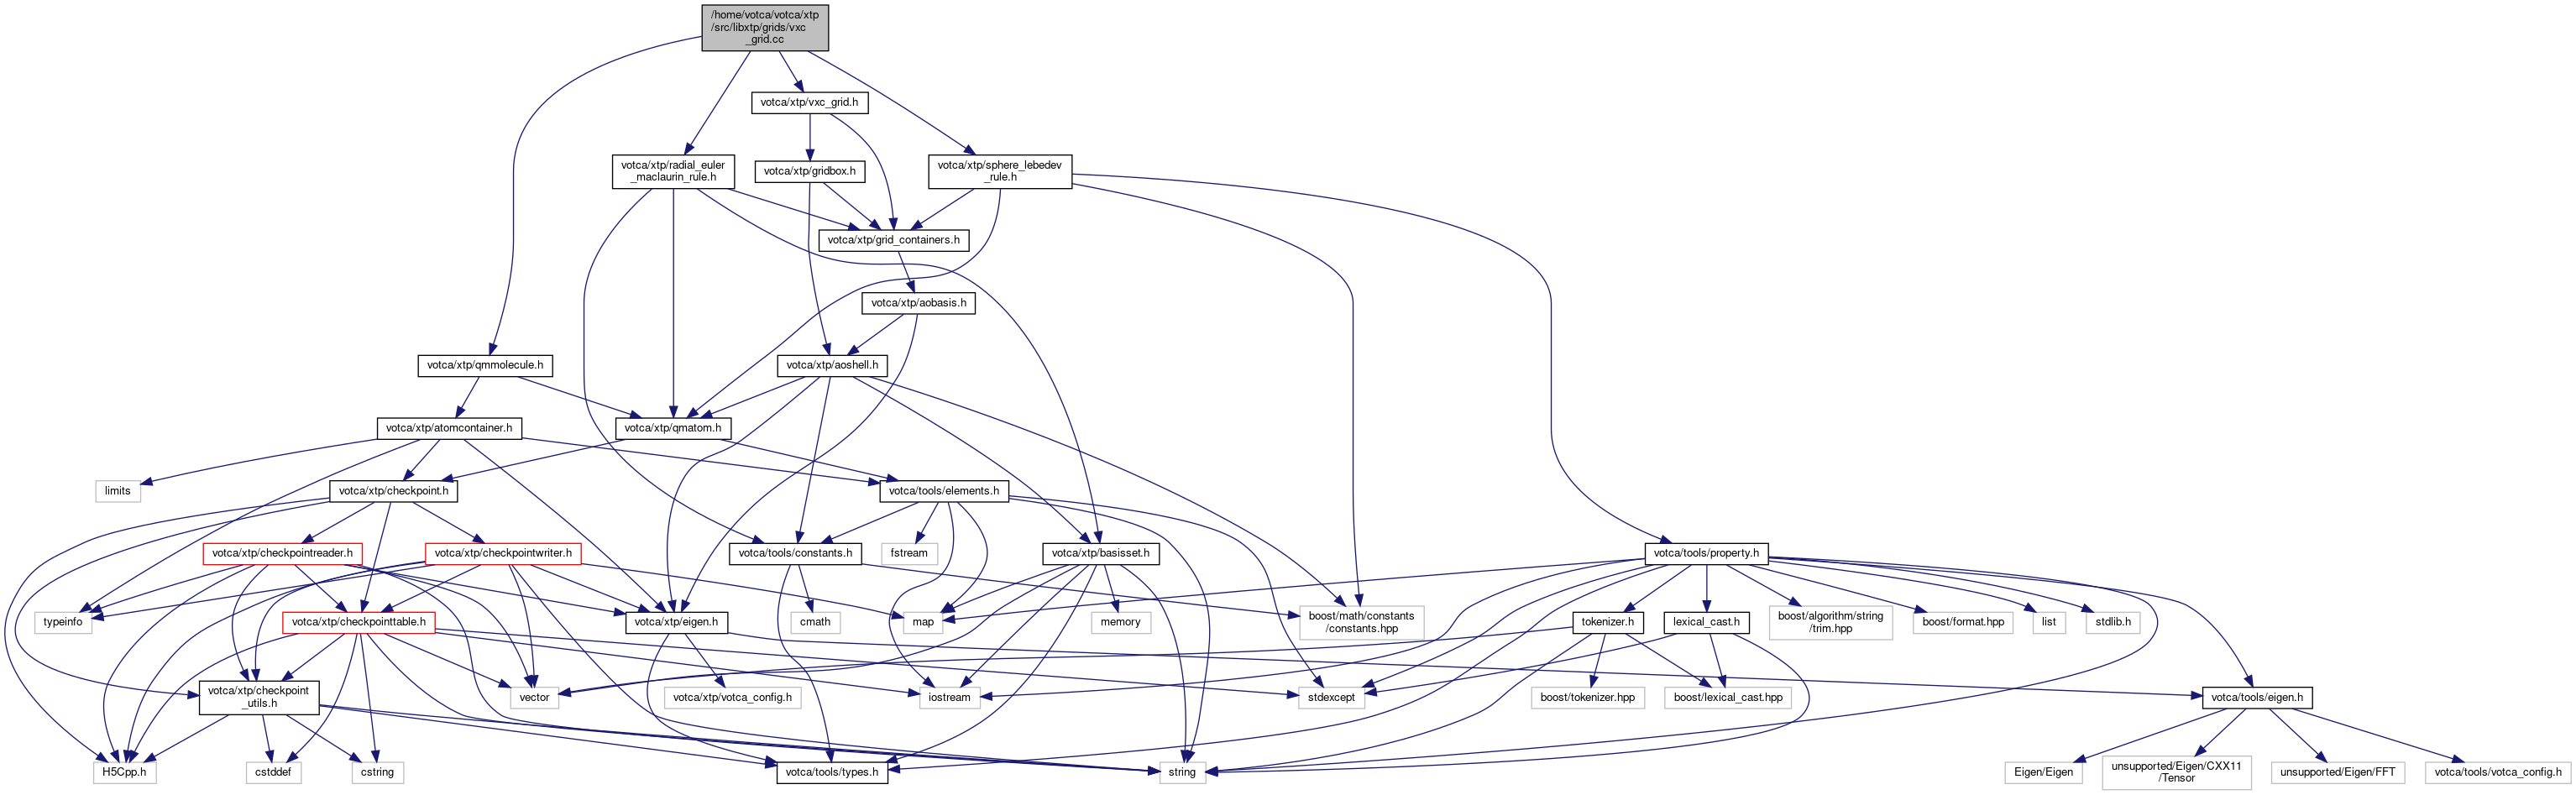 /home/votca/votca/xtp
/src/libxtp/grids/vxc
_grid.cc
votca/xtp/vxc_grid.h
votca/xtp/radial_euler
_maclaurin_rule.h
votca/xtp/gridbox.h
votca/xtp/sphere_lebedev
_rule.h
votca/xtp/grid_containers.h
votca/xtp/aobasis.h
votca/xtp/qmmolecule.h
votca/xtp/aoshell.h
votca/xtp/atomcontainer.h
votca/xtp/qmatom.h
limits
votca/xtp/checkpoint.h
votca/tools/elements.h
votca/xtp/checkpointreader.h
votca/xtp/checkpointwriter.h
votca/tools/constants.h
fstream
votca/xtp/basisset.h
votca/tools/property.h
typeinfo
votca/xtp/checkpointtable.h
votca/xtp/eigen.h
cmath
map
memory
boost/math/constants
/constants.hpp
tokenizer.h
lexical_cast.h
boost/algorithm/string
/trim.hpp
boost/format.hpp
list
stdlib.h
votca/xtp/checkpoint
_utils.h
vector
votca/xtp/votca_config.h
iostream
stdexcept
boost/tokenizer.hpp
boost/lexical_cast.hpp
votca/tools/eigen.h
H5Cpp.h
cstddef
cstring
votca/tools/types.h
string
Eigen/Eigen
unsupported/Eigen/CXX11
/Tensor
unsupported/Eigen/FFT
votca/tools/votca_config.h